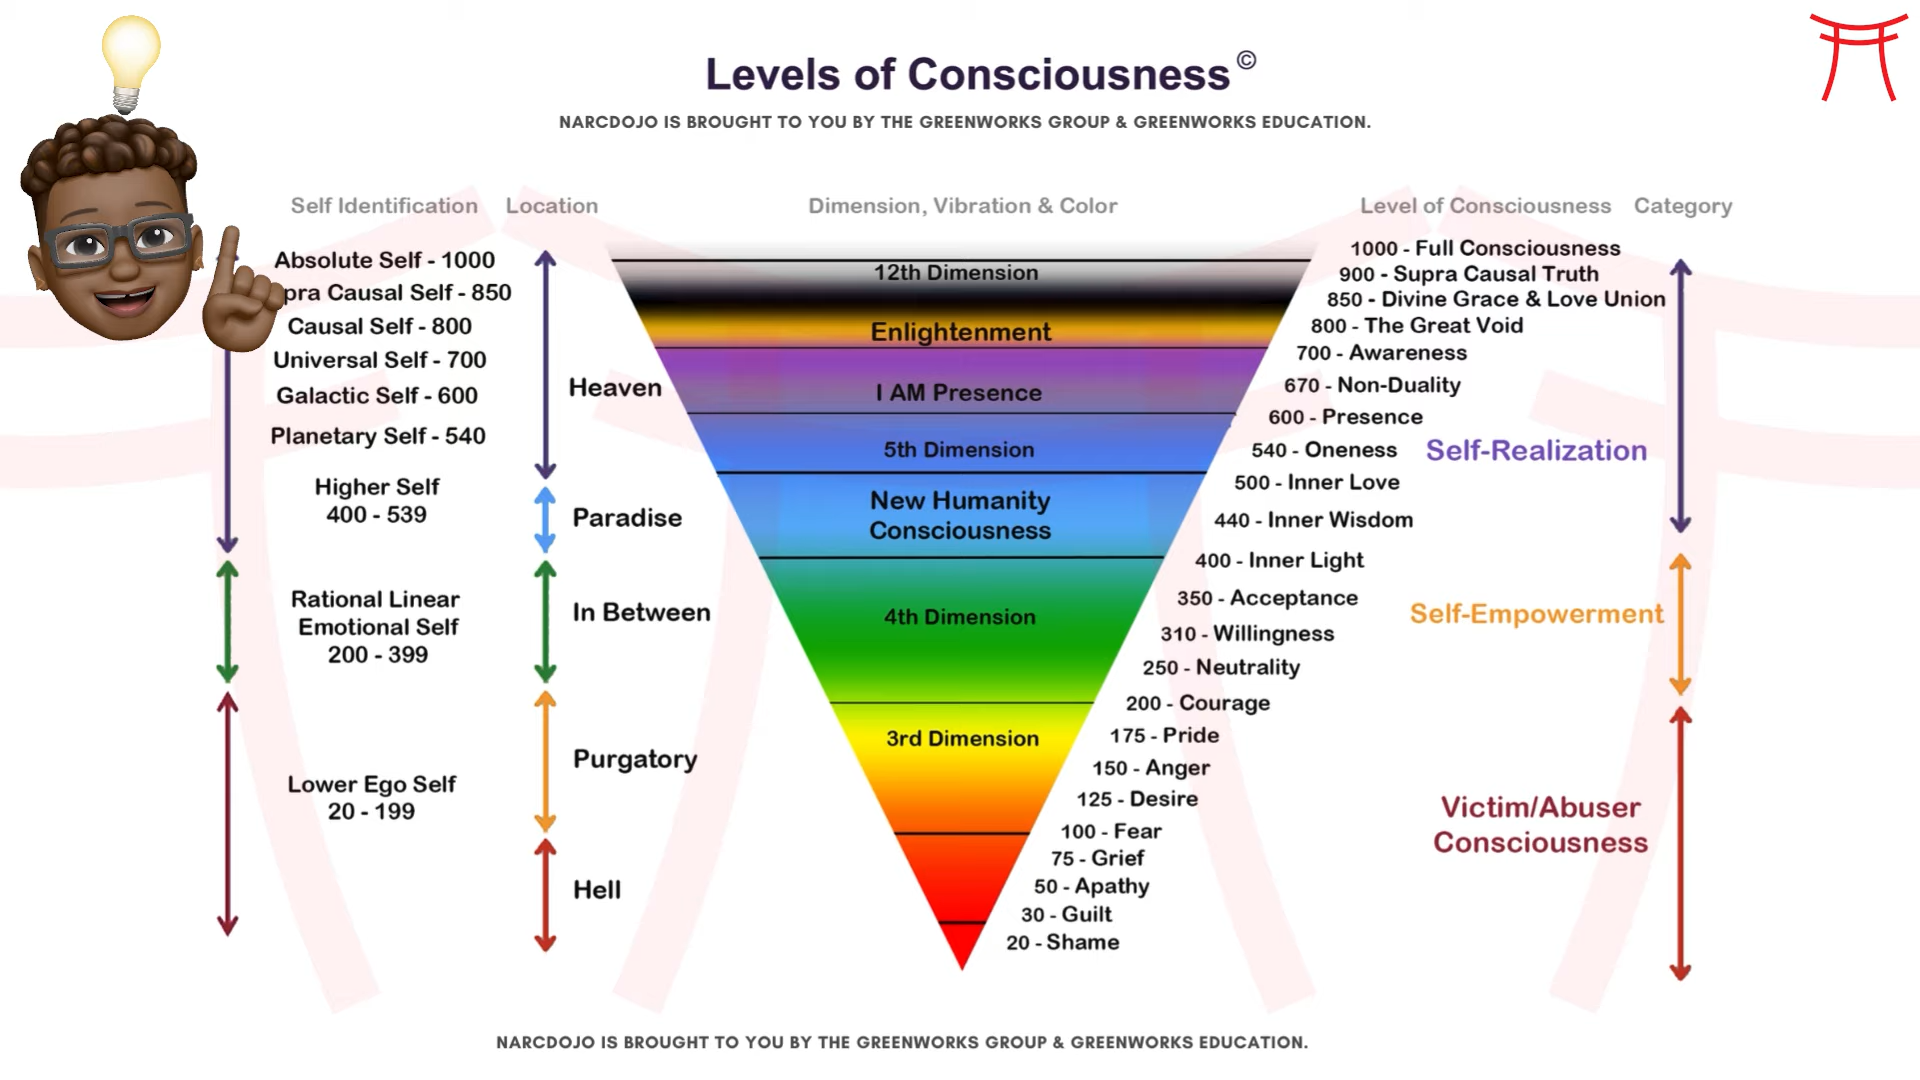 Levels of Consciousness ©
NARCDOJO IS BROUGHT TO YOU BY THE GREENWORKS GROUP & GREENWORKS EDUCATION.
Self Identification
Location
Dimension, Vibration & Color
Level of Consciousness
Category
Absolute Self - 1000
pra Causal Self - 850
Causal Self - 800
Universal Self - 700
Galactic Self - 600
Planetary Self - 540
Higher Self
400 - 539
Rational Linear
Emotional Self
200 - 399
Lower Ego Self
20 - 199
Heaven
Paradise
In Between
Purgatory
Hell
12th Dimension
Enlightenment
I AM Presence
5th Dimension
New Humanity
Consciousness
4th Dimension
3rd Dimension
1000 - Full Consciousness
900 - Supra Causal Truth
850 - Divine Grace & Love Union
800 - The Great Void
700 - Awareness
670 - Non-Duality
600 - Presence
540 - Oneness
500 - Inner Love
440 - Inner Wisdom
400 - Inner Light
350 - Acceptance
310 - Willingness
250 - Neutrality
200 - Courage
175 - Pride
150 - Anger
125 - Desire
100 - Fear
75 - Grief
50 - Apathy
30 - Guilt
20 - Shame
Self-Realization
Self-Empowerment
Victim/Abuser
Consciousness
NARCDOJO IS BROUGHT TO YOU BY THE GREENWORKS GROUP & GREENWORKS EDUCATION.